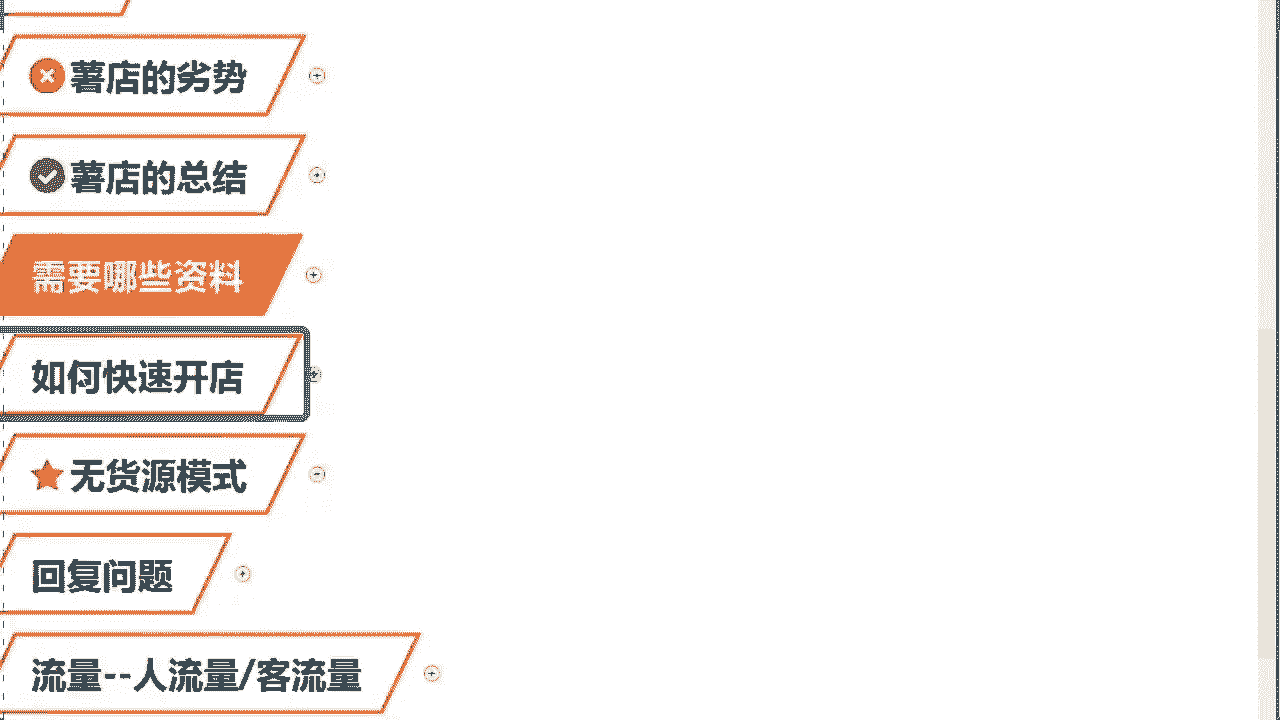 薯店的劣势
薯店的总结
需要哪些资料
如何快速开店
无货源模式
回复问题
流量--人流量/客流量